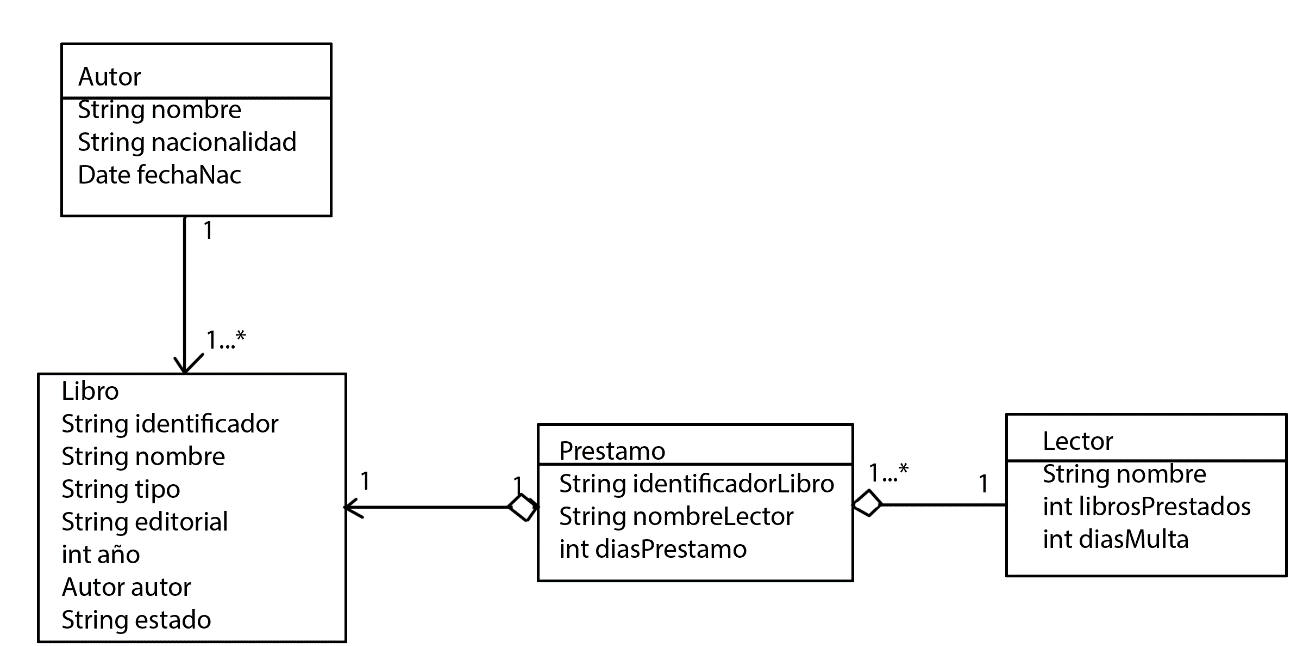 Autor
String nombre
String nacionalidad
Date fechaNac
1
1...*
Libro
String identificador
String nombre
String tipo
String editorial
int año
Autor autor
String estado
1
1
Prestamo
String identificadorLibro
String nombreLector
int diasPrestamo
1...*
1
Lector
String nombre
int librosPrestados
int diasMulta